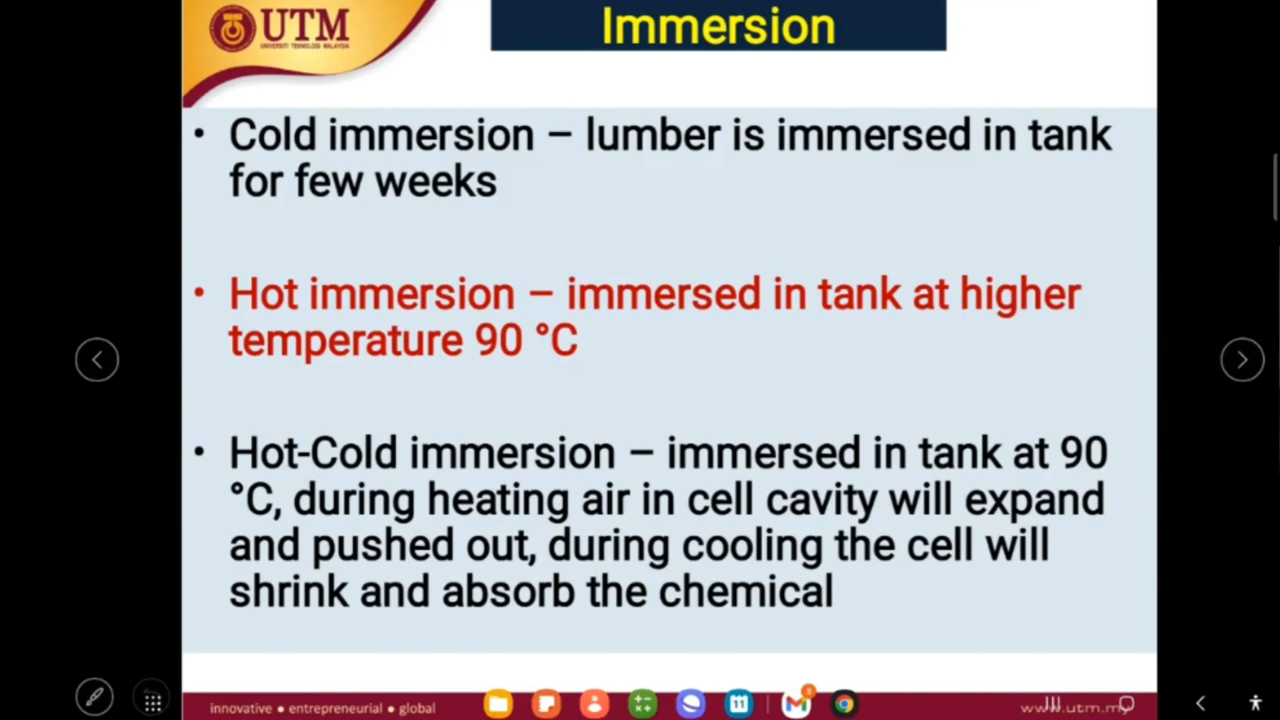 UTM
UNIVERSITI TEKNOLOGI MALAYSIA
Immersion
• Cold immersion – lumber is immersed in tank
for few weeks
• Hot immersion – immersed in tank at higher
temperature 90 °C
• Hot-Cold immersion – immersed in tank at 90
°C, during heating air in cell cavity will expand
and pushed out, during cooling the cell will
shrink and absorb the chemical
innovative ● entrepreneurial ● global
11
www.utm.my